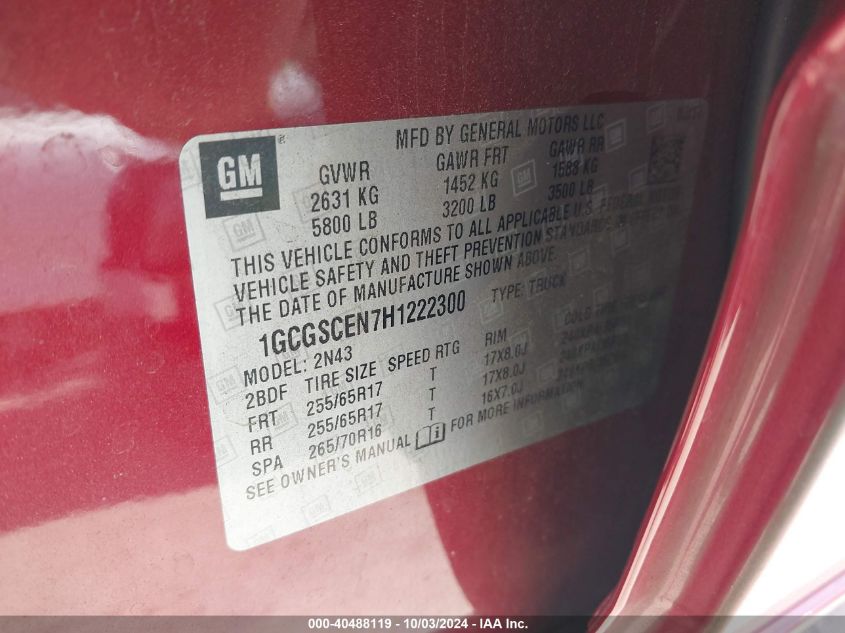 MFD BY GENERAL MOTORS LLC
GM
GVWR GAWR FRT GAWR RR
2631 KG 1452 KG 1588 KG
5800 LB 3200 LB 3500 LB
THIS VEHICLE CONFORMS TO ALL APPLICABLE U.S. FEDERAL MOTOR
VEHICLE SAFETY AND THEFT PREVENTION STANDARDS IN EFFECT ON
THE DATE OF MANUFACTURE SHOWN ABOVE.
1GCGSCEN7H1222300 TYPE: TRUCK
MODEL: 2N43
2BDF TIRE SIZE SPEED RTG RIM COLD TIRE
FRT 255/65R17 T 17X8.0J
RR 255/65R17 T 17X8.0J
SPA 265/70R16 T 16X7.0J
SEE OWNER'S MANUAL FOR MORE INFORMATION
000-40488119 - 10/03/2024 - IAA Inc.